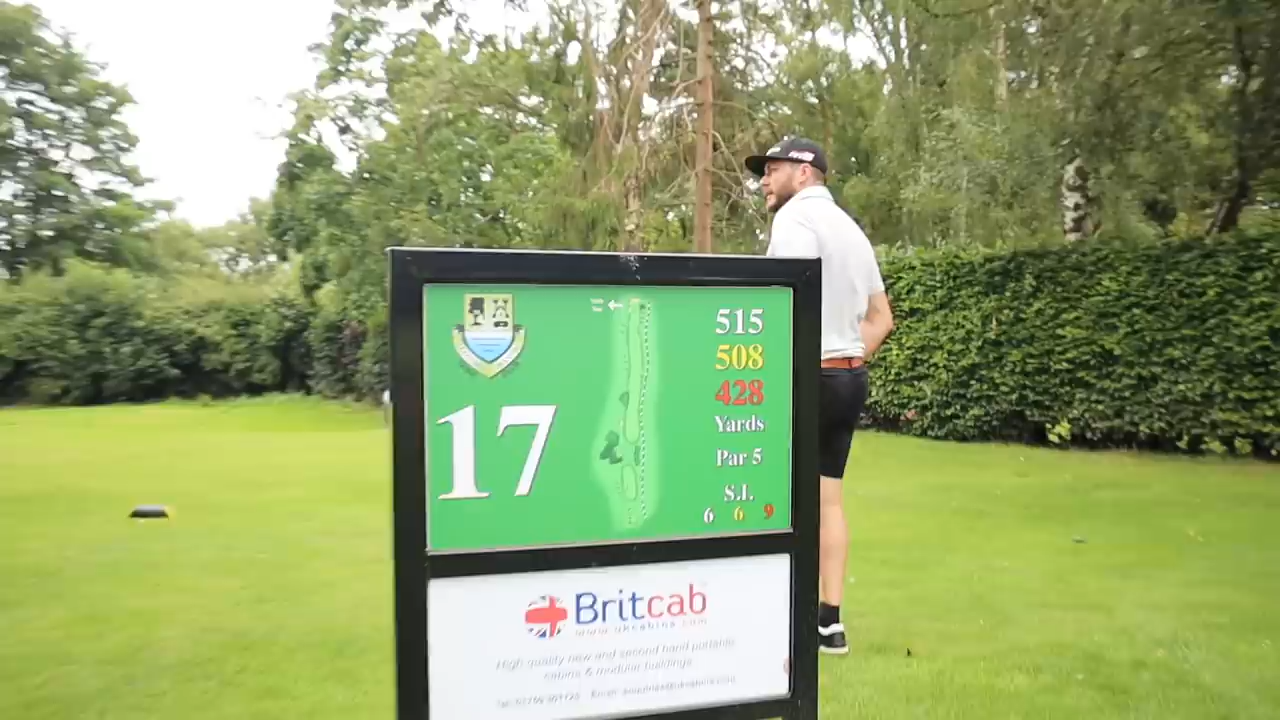 17
515
508
428
Yards
Par 5
S.I.
6 6 9
Britcab
www.ukcabins.com
High quality new and second hand portable
cabins & modular buildings